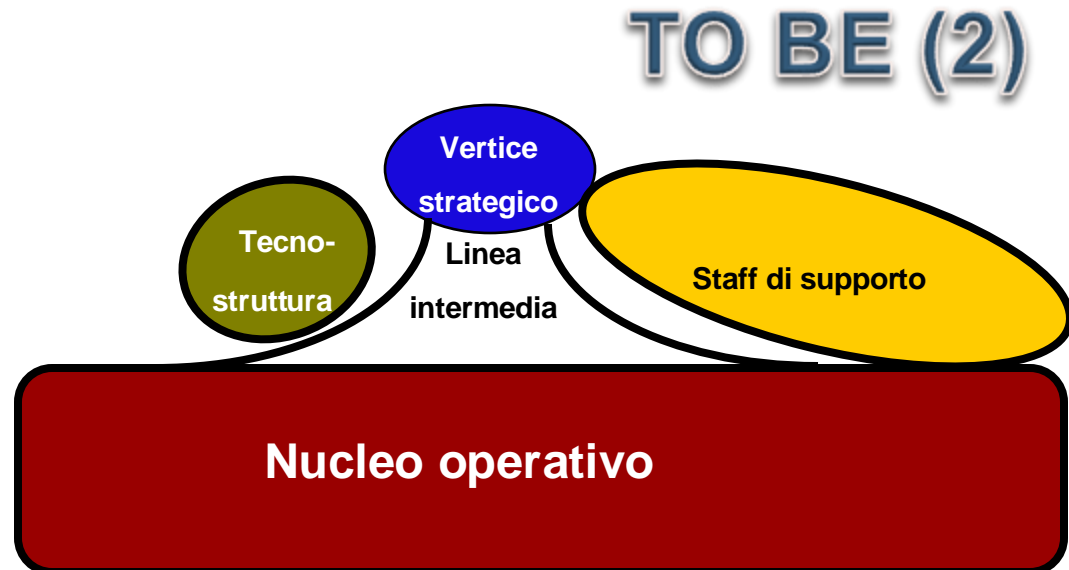 TO BE (2)
Vertice
strategico
Tecno-
struttura
Linea
intermedia
Staff di supporto
Nucleo operativo